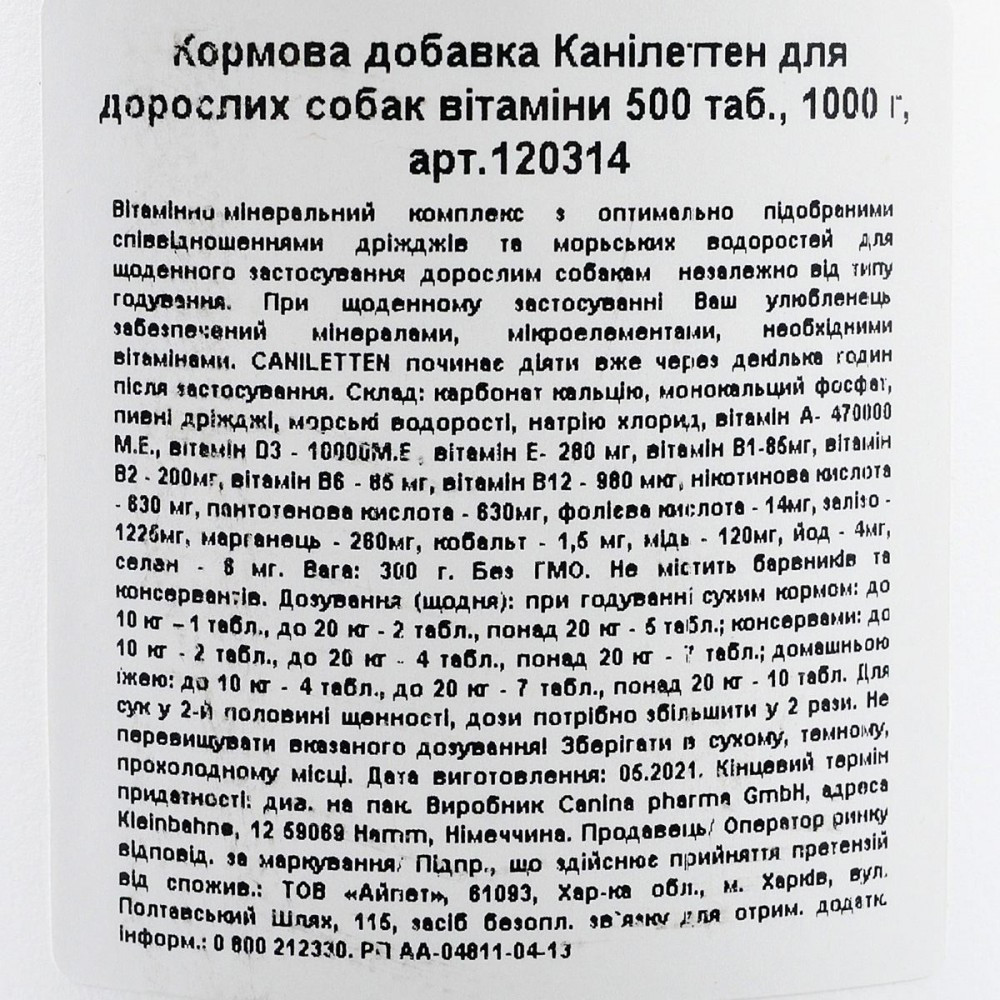 Кормова добавка Канілеттен для
дорослих собак вітаміни 500 таб., 1000 г,
арт.120314
Вітамінно мінеральний комплекс з оптимально підобраними
співвідношеннями дріжджів та морьських водоростей для
щоденного застосування дорослим собакам незалежно від типу
годування. При щоденному застосуванні Ваш улюбленець
забезпечений мінералами, мікроелементами, необхідними
вітамінами. CANILETTEN починає діяти вже через декілька годин
після застосування. Склад: карбонат кальцію, монокальций фосфат,
пивні дріжджі, морські водорості, натрію хлорид, вітамін А- 470000
М.Е., вітамін D3 - 10000М.Е , вітамін Е- 280 мг, вітамін В1-85мг, вітамін
В2 - 200мг, вітамін В6 - 85 мг, вітамін В12 - 980 мкг, нікотинова кислота
- 630 мг, пантотенова кислота - 630мг, фолієва кислота - 14мг, залізо -
1225мг, марганець - 260мг, кобальт - 1,5 мг, мідь - 120мг, йод - 4мг,
селан - 8 мг. Вага: 300 г. Без ГМО. Не містить барвників та
консервантів. Дозування (щодня): при годуванні сухим кормом: до
10 кг – 1 табл., до 20 кг - 2 табл., понад 20 кг - 5 табл.; консервами: до
10 кг - 2 табл., до 20 кг - 4 табл., понад 20 кг - 7 табл.; домашньою
їжею: до 10 кг - 4 табл., до 20 кг - 7 табл., понад 20 кг - 10 табл. Для
сук у 2-й половині щенності, дози потрібно збільшити у 2 рази. Не
перевищувати вказаного дозування! Зберігати в сухому, темному,
прохолодному місці. Дата виготовлення: 05.2021. Кінцевий термін
придатності: див. на пак. Виробник Canina pharma GmbH, адреса
Kleinbahne, 12 59069 Hamm, Німеччина. Продавець/ Оператор ринку
відповід. за маркування/ Підпр., що здійснює прийняття претензій
від спожив.: ТОВ «Айпет», 61093, Хар-ка обл., м. Харків, вул.
Полтавський Шлях, 115, засіб безопл. зв'язку для отрим. додатк.
інформ.: 0 800 212330. РП АА-04811-04-13